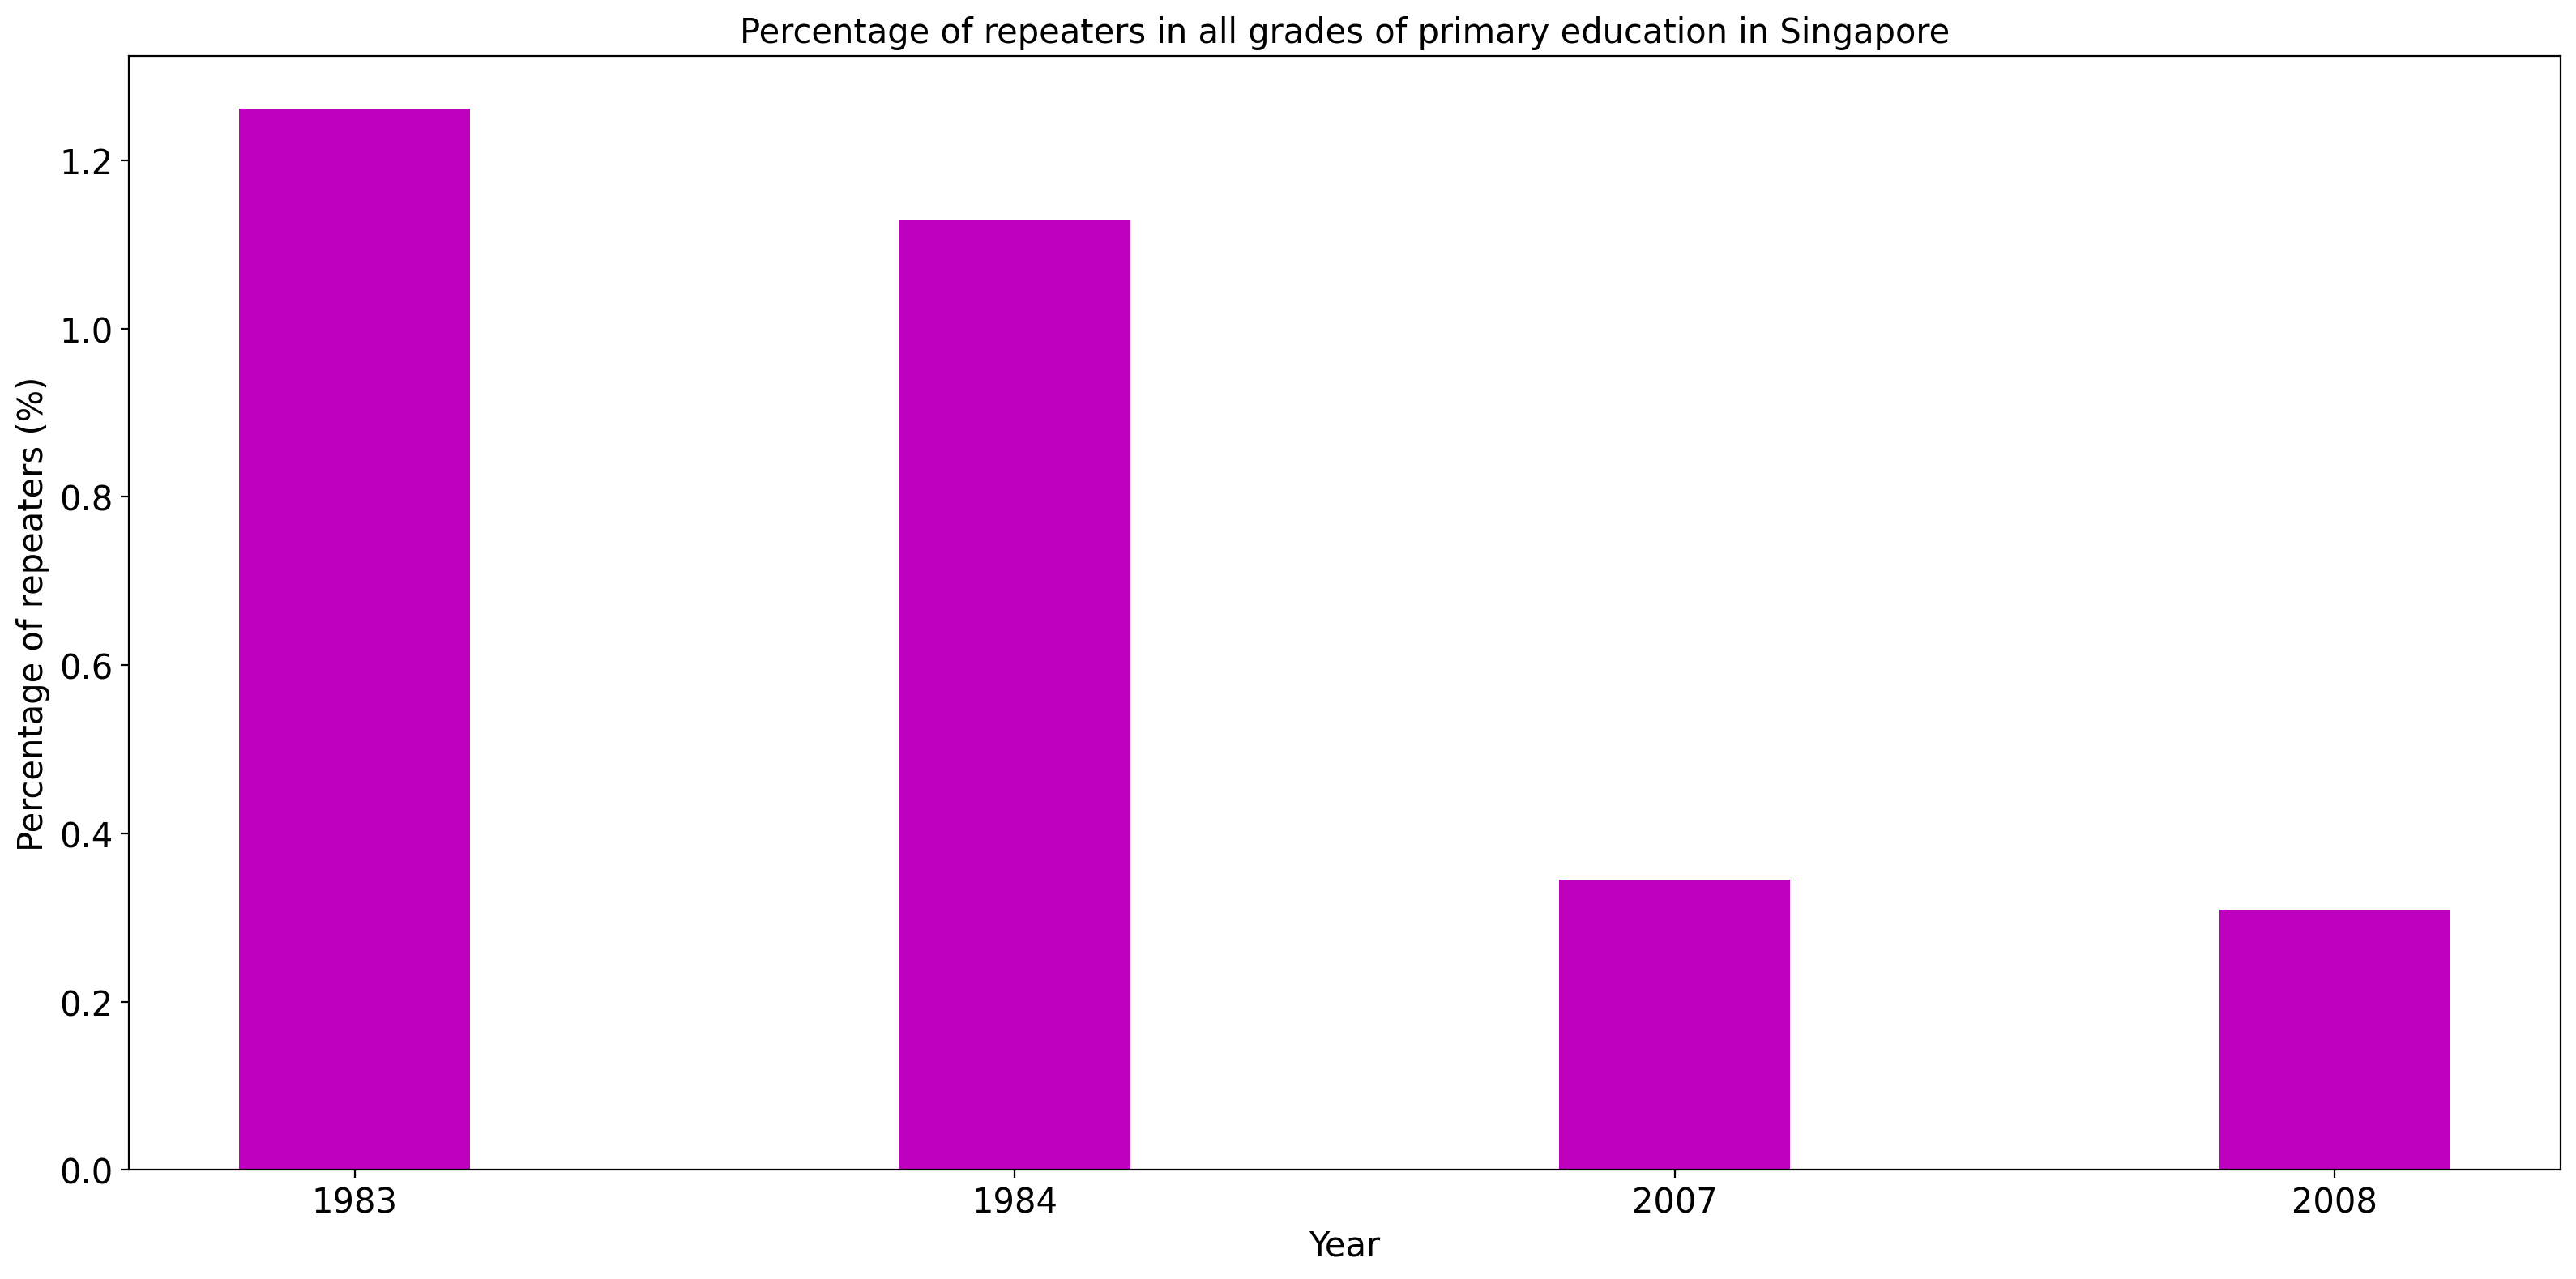 Percentage of repeaters in all grades of primary education in Singapore
Percentage of repeaters (%)
1.2
1.0
0.8
0.6
0.4
0.2
0.0
1983 1984 2007 2008
Year